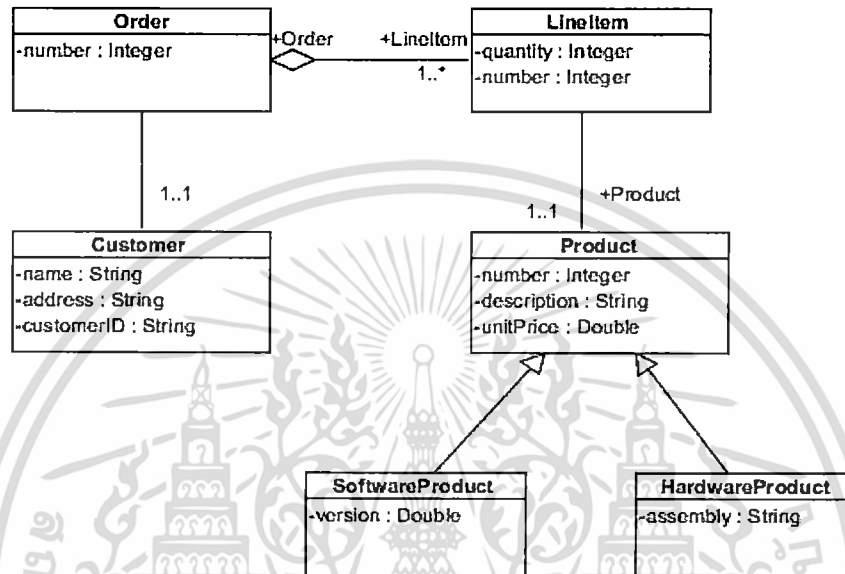 Order
-number : Integer
+Order
+LineItem
1..*
LineItem
-quantity : Integer
-number : Integer
1..1
+Product
1..1
Customer
-name : String
-address : String
-customerID : String
Product
-number : Integer
-description : String
-unitPrice : Double
SoftwareProduct
-version : Double
HardwareProduct
-assembly : String